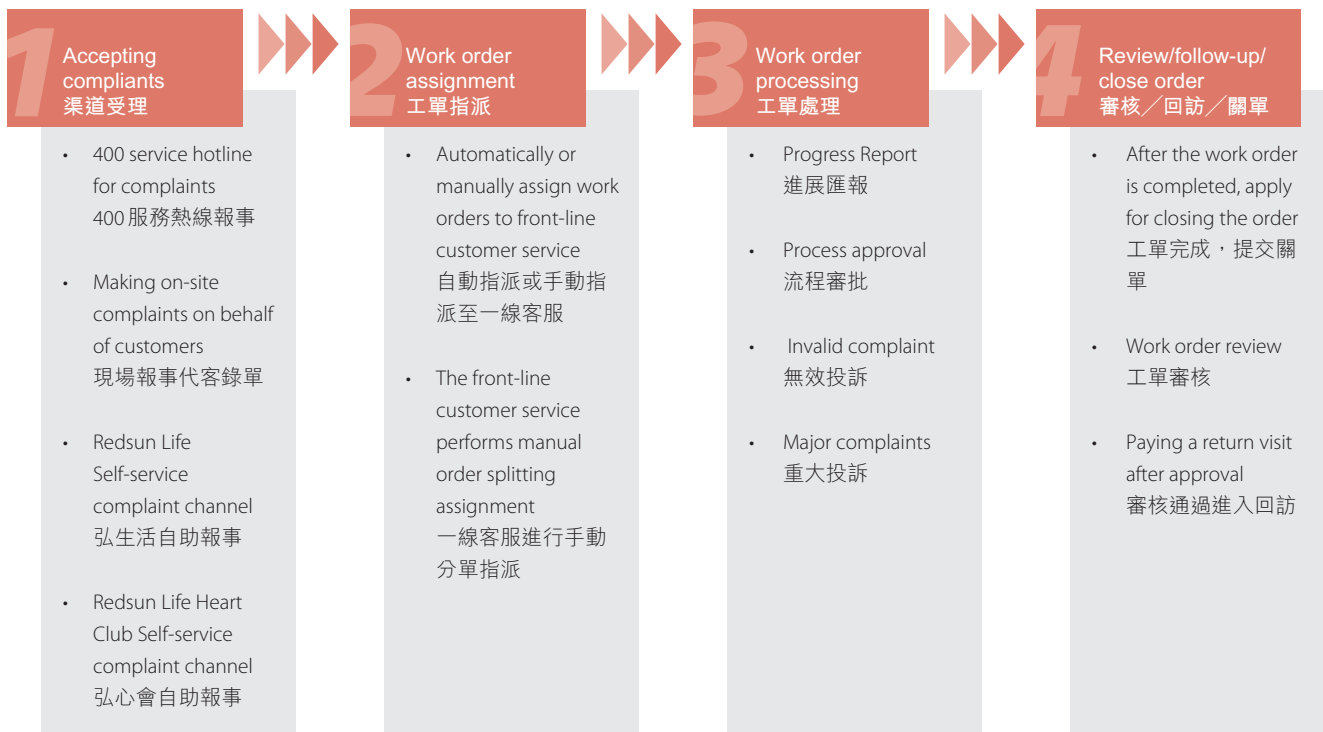 1
Accepting
compliants
渠道受理
• 400 service hotline
for complaints
400 服務熱線報事
• Making on-site
complaints on behalf
of customers
現場報事代客錄單
• Redsun Life
Self-service
complaint channel
弘生活自助報事
• Redsun Life Heart
Club Self-service
complaint channel
弘心會自助報事
2
Work order
assignment
工單指派
• Automatically or
manually assign work
orders to front-line
customer service
自動指派或手動指
派至一線客服
• The front-line
customer service
performs manual
order splitting
assignment
一線客服進行手動
分單指派
3
Work order
processing
工單處理
• Progress Report
進展匯報
• Process approval
流程審批
• Invalid complaint
無效投訴
• Major complaints
重大投訴
4
Review/follow-up/
close order
審核╱回訪╱關單
• After the work order
is completed, apply
for closing the order
工單完成，提交關
單
• Work order review
工單審核
• Paying a return visit
after approval
審核通過進入回訪